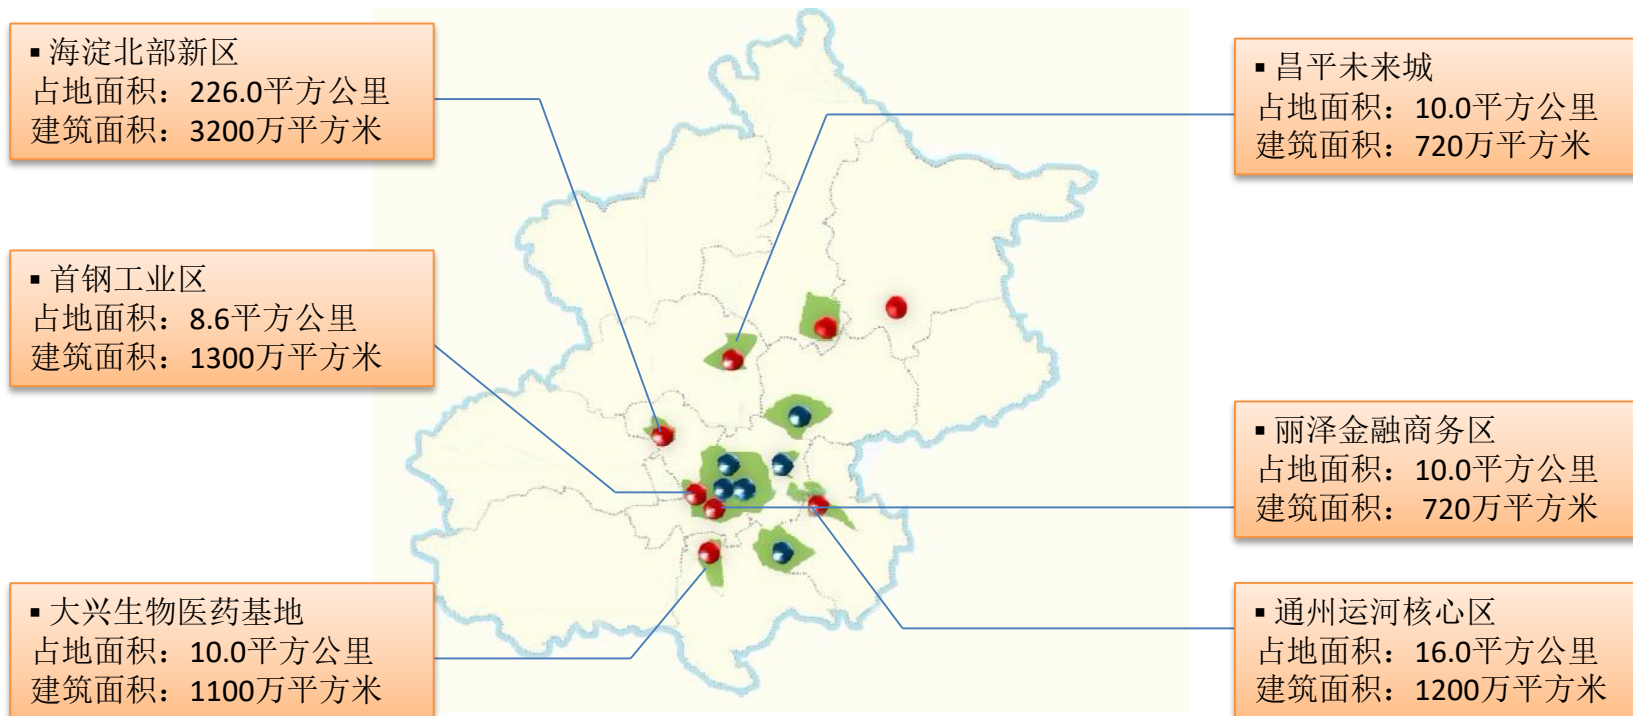 ▪ 海淀北部新区
占地面积：226.0平方公里
建筑面积：3200万平方米
▪ 首钢工业区
占地面积：8.6平方公里
建筑面积：1300万平方米
▪ 大兴生物医药基地
占地面积：10.0平方公里
建筑面积：1100万平方米
▪ 昌平未来城
占地面积：10.0平方公里
建筑面积：720万平方米
▪ 丽泽金融商务区
占地面积：10.0平方公里
建筑面积： 720万平方米
▪ 通州运河核心区
占地面积：16.0平方公里
建筑面积：1200万平方米